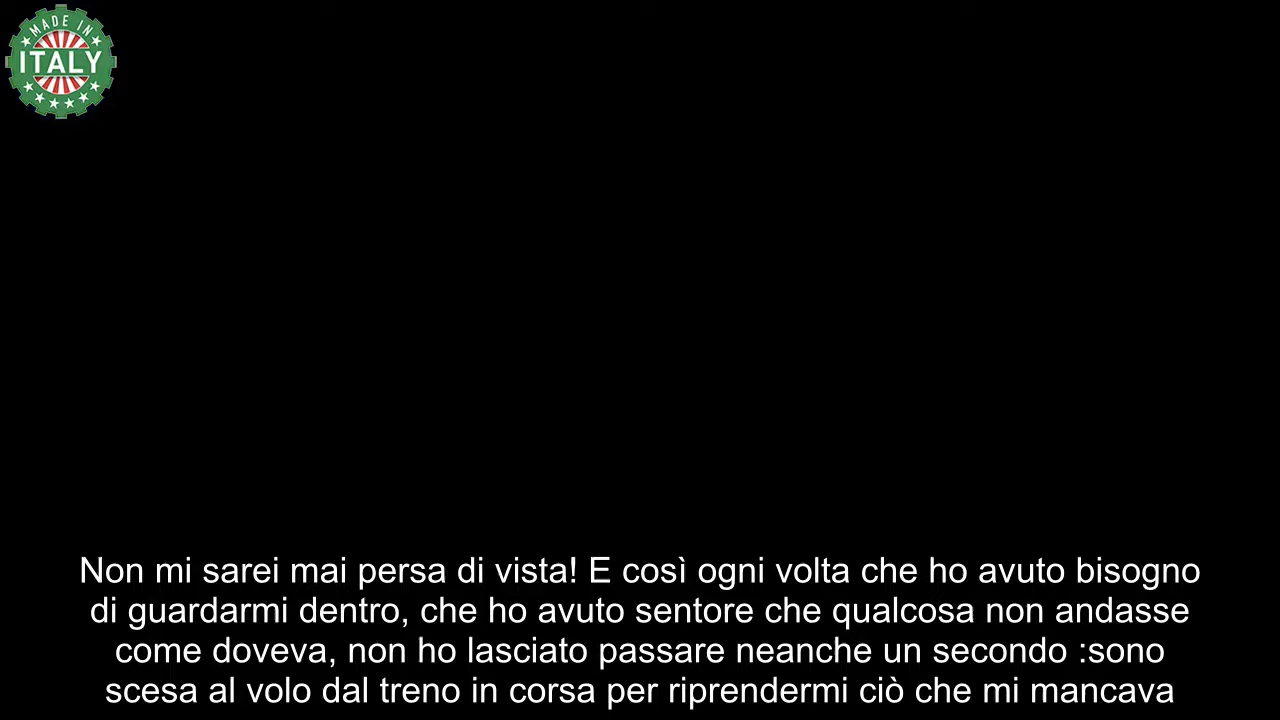 MADE IN
ITALY
Non mi sarei mai persa di vista! E così ogni volta che ho avuto bisogno
di guardarmi dentro, che ho avuto sentore che qualcosa non andasse
come doveva, non ho lasciato passare neanche un secondo :sono
scesa al volo dal treno in corsa per riprendermi ciò che mi mancava